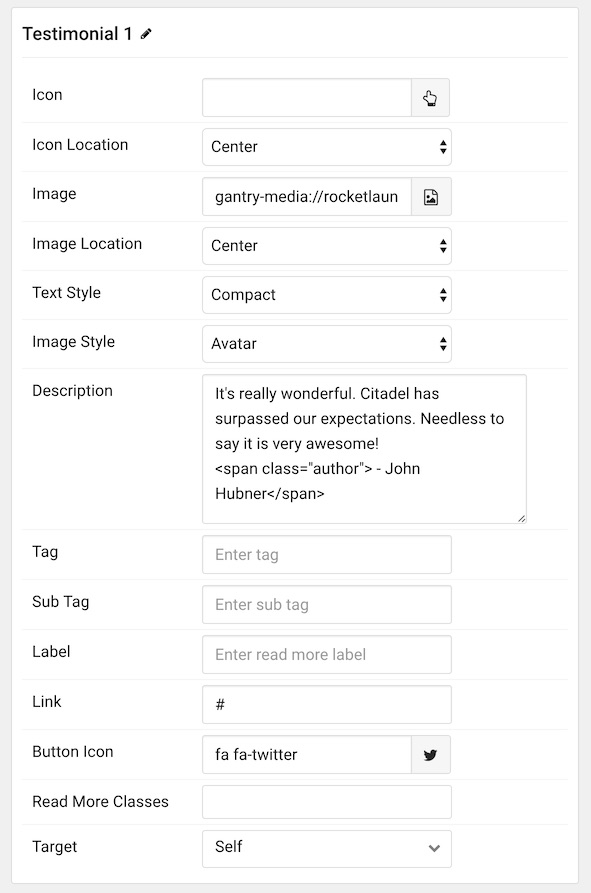 Testimonial 1
Icon
Icon Location
Center
Image
gantry-media://rocketlaun
Image Location
Center
Text Style
Compact
Image Style
Avatar
Description
It's really wonderful. Citadel has
surpassed our expectations. Needless to
say it is very awesome!
<span class="author"> - John
Hubner</span>
Tag
Enter tag
Sub Tag
Enter sub tag
Label
Enter read more label
Link
#
Button Icon
fa fa-twitter
Read More Classes
Target
Self